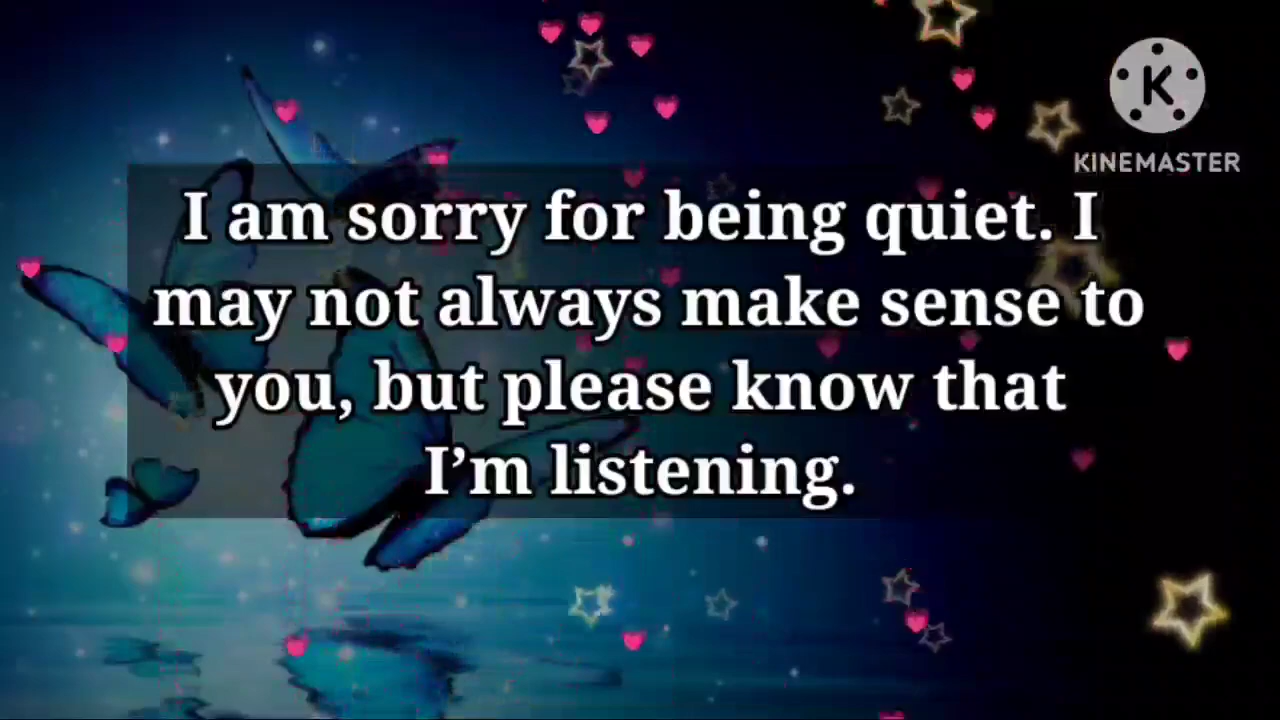 K
KINEMASTER
I am sorry for being quiet. I
may not always make sense to
you, but please know that
I’m listening.